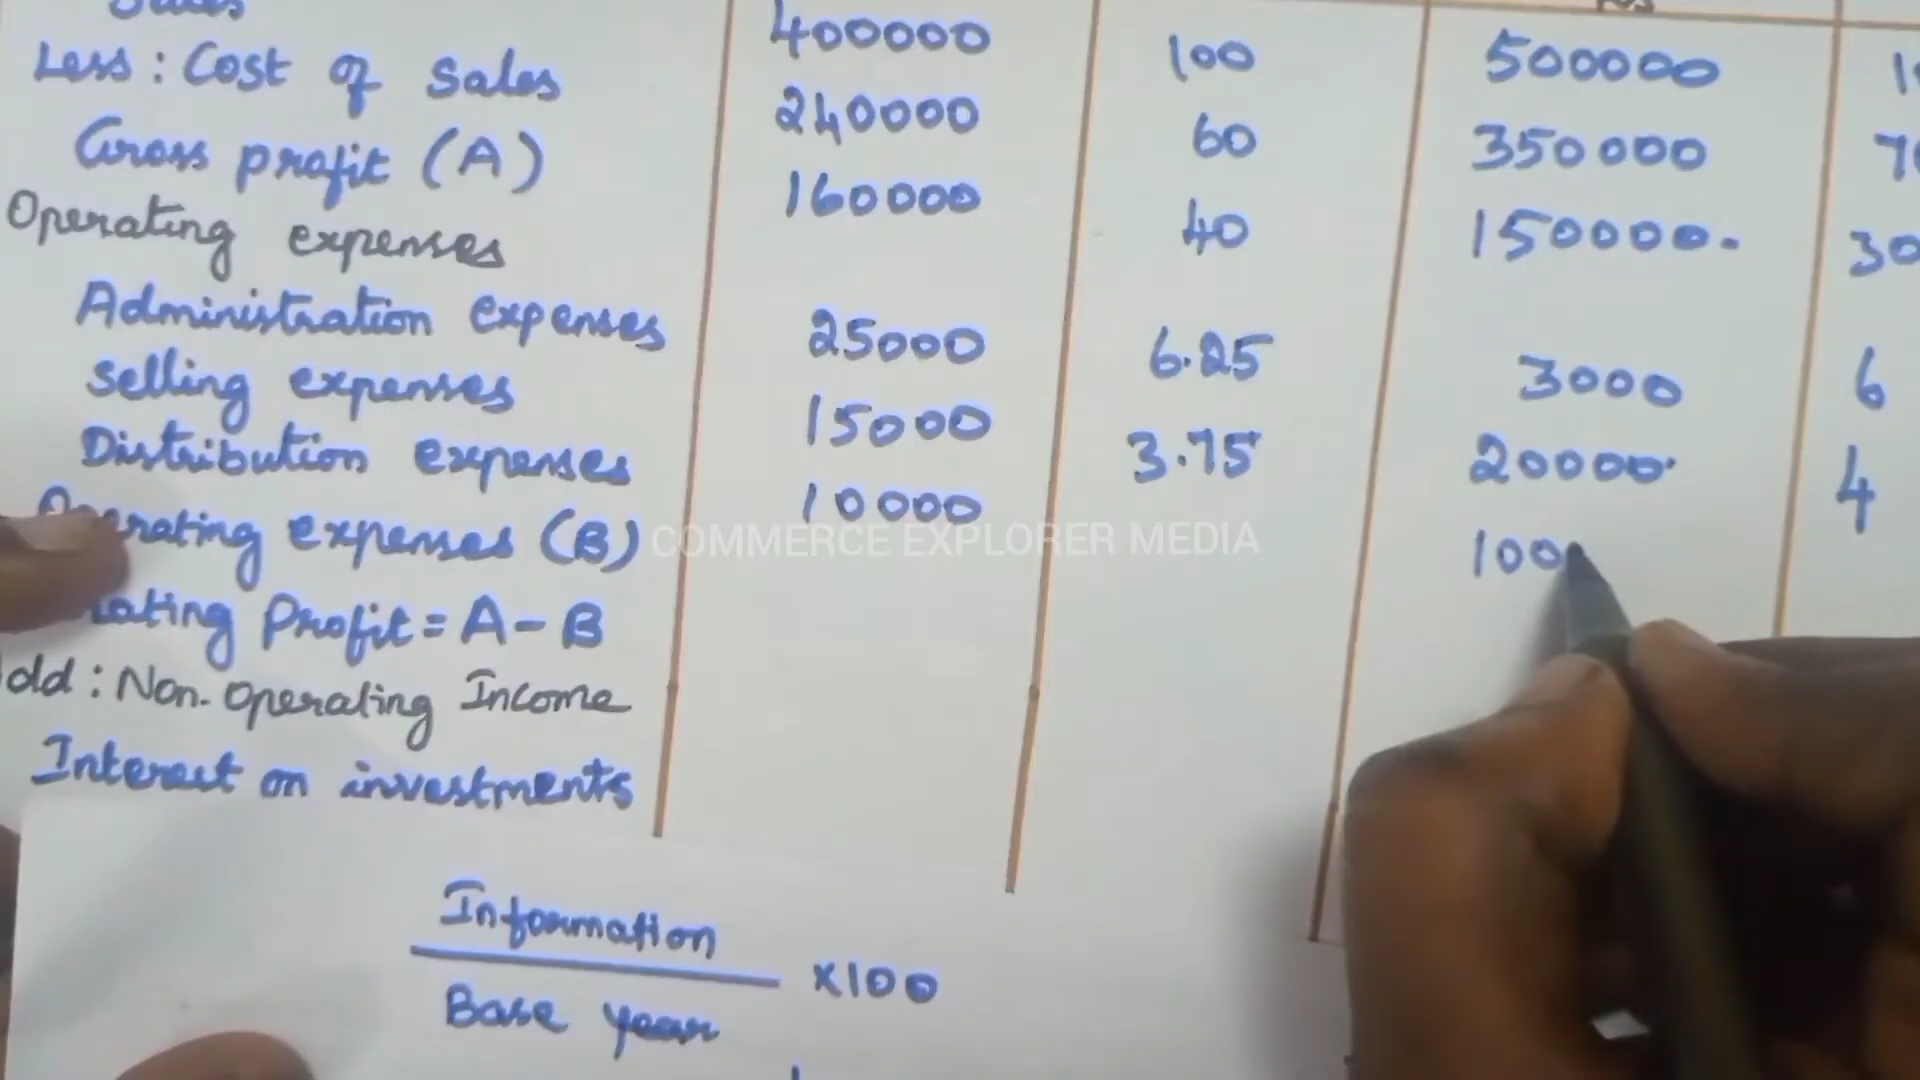 Sales 400000 100 500000
Less: Cost of Sales 240000 60 350000
Gross profit (A) 160000 40 150000. 30
Operating expenses
Administration expenses 25000 6.25 3000 6
Selling expenses 15000 3.75 20000. 4
Distribution expenses 10000 100
expenses (B)
Profit = A - B
Non-operating Income
Interest on investments
COMMERCE EXPLORER MEDIA
Information
Base year
×100